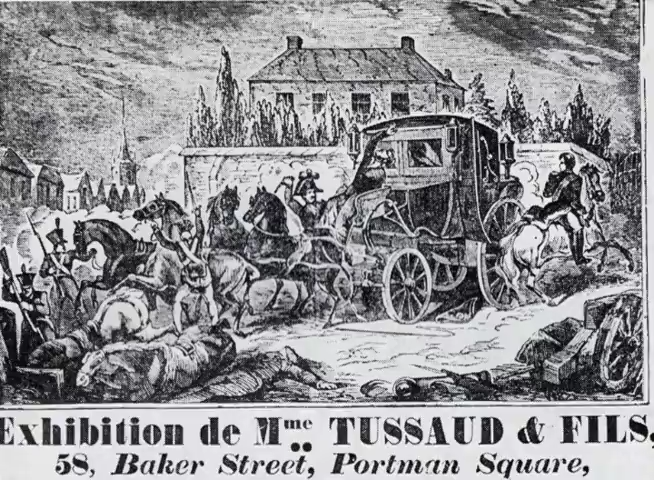 Exhibition de Mme TUSSAUD & FILS,
58, Baker Street, Portman Square,